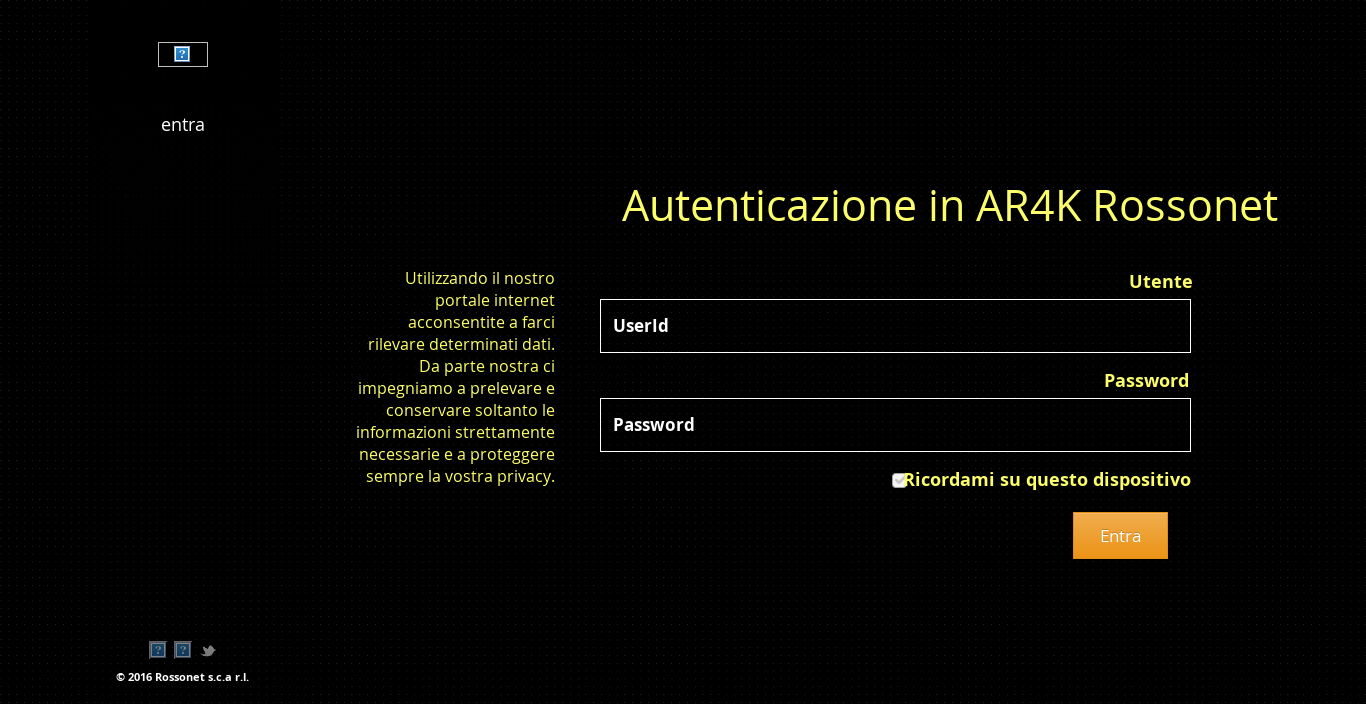 entra
Autenticazione in AR4K Rossonet
Utilizzando il nostro
portale internet
acconsentite a farci
rilevare determinati dati.
Da parte nostra ci
impegniamo a prelevare e
conservare soltanto le
informazioni strettamente
necessarie e a proteggere
sempre la vostra privacy.
Utente
UserId
Password
Password
Ricordami su questo dispositivo
Entra
© 2016 Rossonet s.c.a r.l.